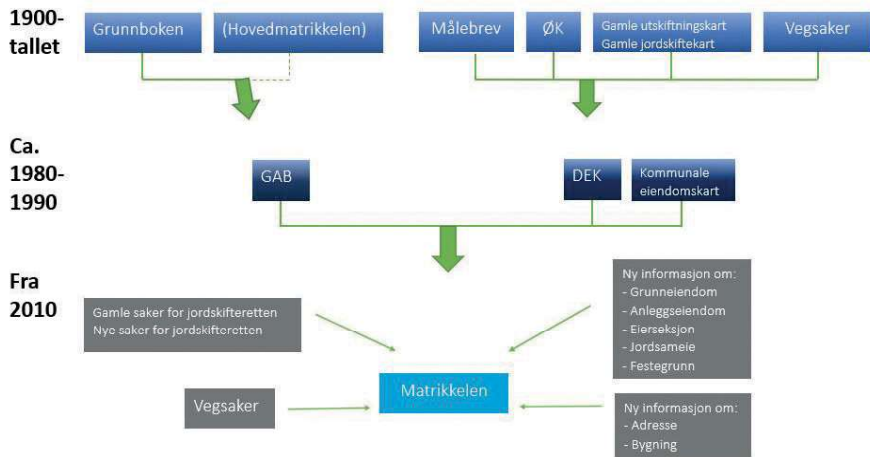 1900-
tallet
Grunnboken
(Hovedmatrikkelen)
Målebrev
ØK
Gamle utskiftningskart
Gamle jordskiftekart
Vegsaker
Ca.
1980-
1990
GAB
DEK
Kommunale
eiendomskart
Fra
2010
Gamle saker for jordskifteretten
Nye saker for jordskifteretten
Ny informasjon om:
- Grunneiendom
- Anleggseiendom
- Eierseksjon
- Jordsameie
- Festegrunn
Matrikkelen
Vegsaker
Ny informasjon om:
- Adresse
- Bygning